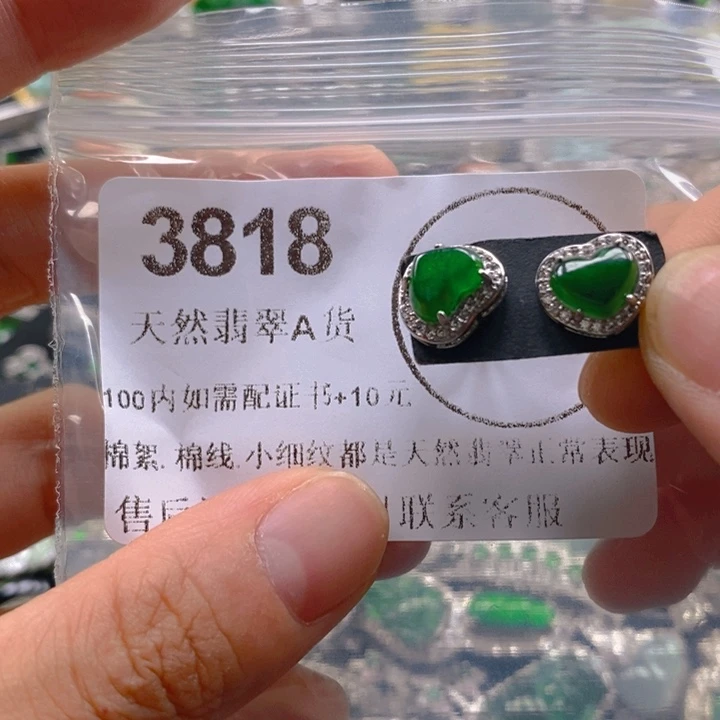 3818
天然翡翠A货
100内如需配证书+10元
棉絮.棉线.小细纹都是天然翡翠正常表现
售后 联系客服